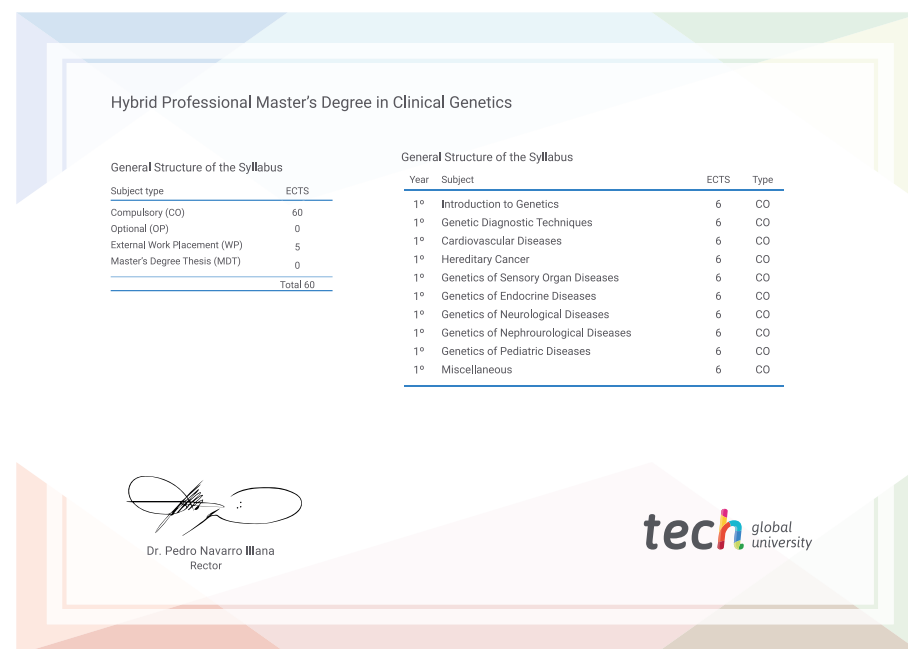 Hybrid Professional Master's Degree in Clinical Genetics
General Structure of the Syllabus
Subject type ECTS
Compulsory (CO) 60
Optional (OP) 0
External Work Placement (WP) 5
Master's Degree Thesis (MDT) 0
Total 60
General Structure of the Syllabus
Year Subject ECTS Type
1º Introduction to Genetics 6 CO
1º Genetic Diagnostic Techniques 6 CO
1º Cardiovascular Diseases 6 CO
1º Hereditary Cancer 6 CO
1º Genetics of Sensory Organ Diseases 6 CO
1º Genetics of Endocrine Diseases 6 CO
1º Genetics of Neurological Diseases 6 CO
1º Genetics of Nephrourological Diseases 6 CO
1º Genetics of Pediatric Diseases 6 CO
1º Miscellaneous 6 CO
Dr. Pedro Navarro Illana
Rector
tech global
university